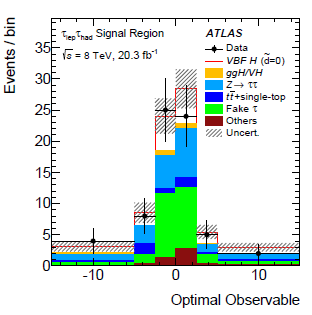 τlepτhad Signal Region
√s = 8 TeV, 20.3 fb⁻¹
ATLAS
Data
VBF H (d̃=0)
ggH/VH
Z→ ττ
tt̄+single-top
Fake τ
Others
Uncert.
Events / bin
35
30
25
20
15
10
5
0
-10 0 10
Optimal Observable